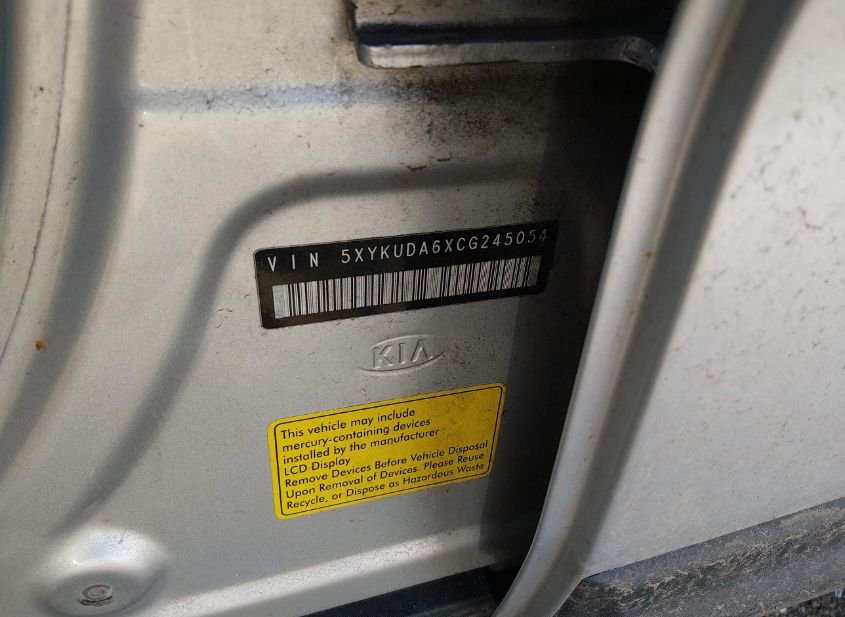 VIN 5XYKUDA6XCG245054
KIA
This vehicle may include
mercury-containing devices
installed by the manufacturer :
LCD Display
Remove Devices Before Vehicle Disposal
Upon Removal of Devices. Please Reuse
Recycle, or Dispose as Hazardous Waste